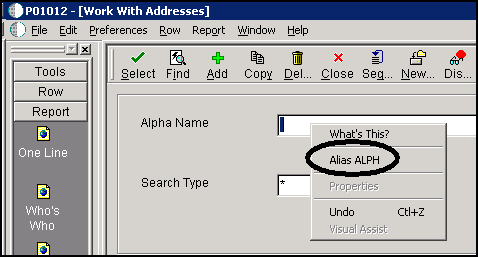 P01012 - [Work With Addresses]
File Edit Preferences Row Report Window Help
Tools
Row
Report
One Line
Who's
Who
Select Find Add Copy Del... Close Seq... New... Dis...
Alpha Name
Search Type
*
What's This?
Alias ALPH
Properties
Undo Ctl+Z
Visual Assist